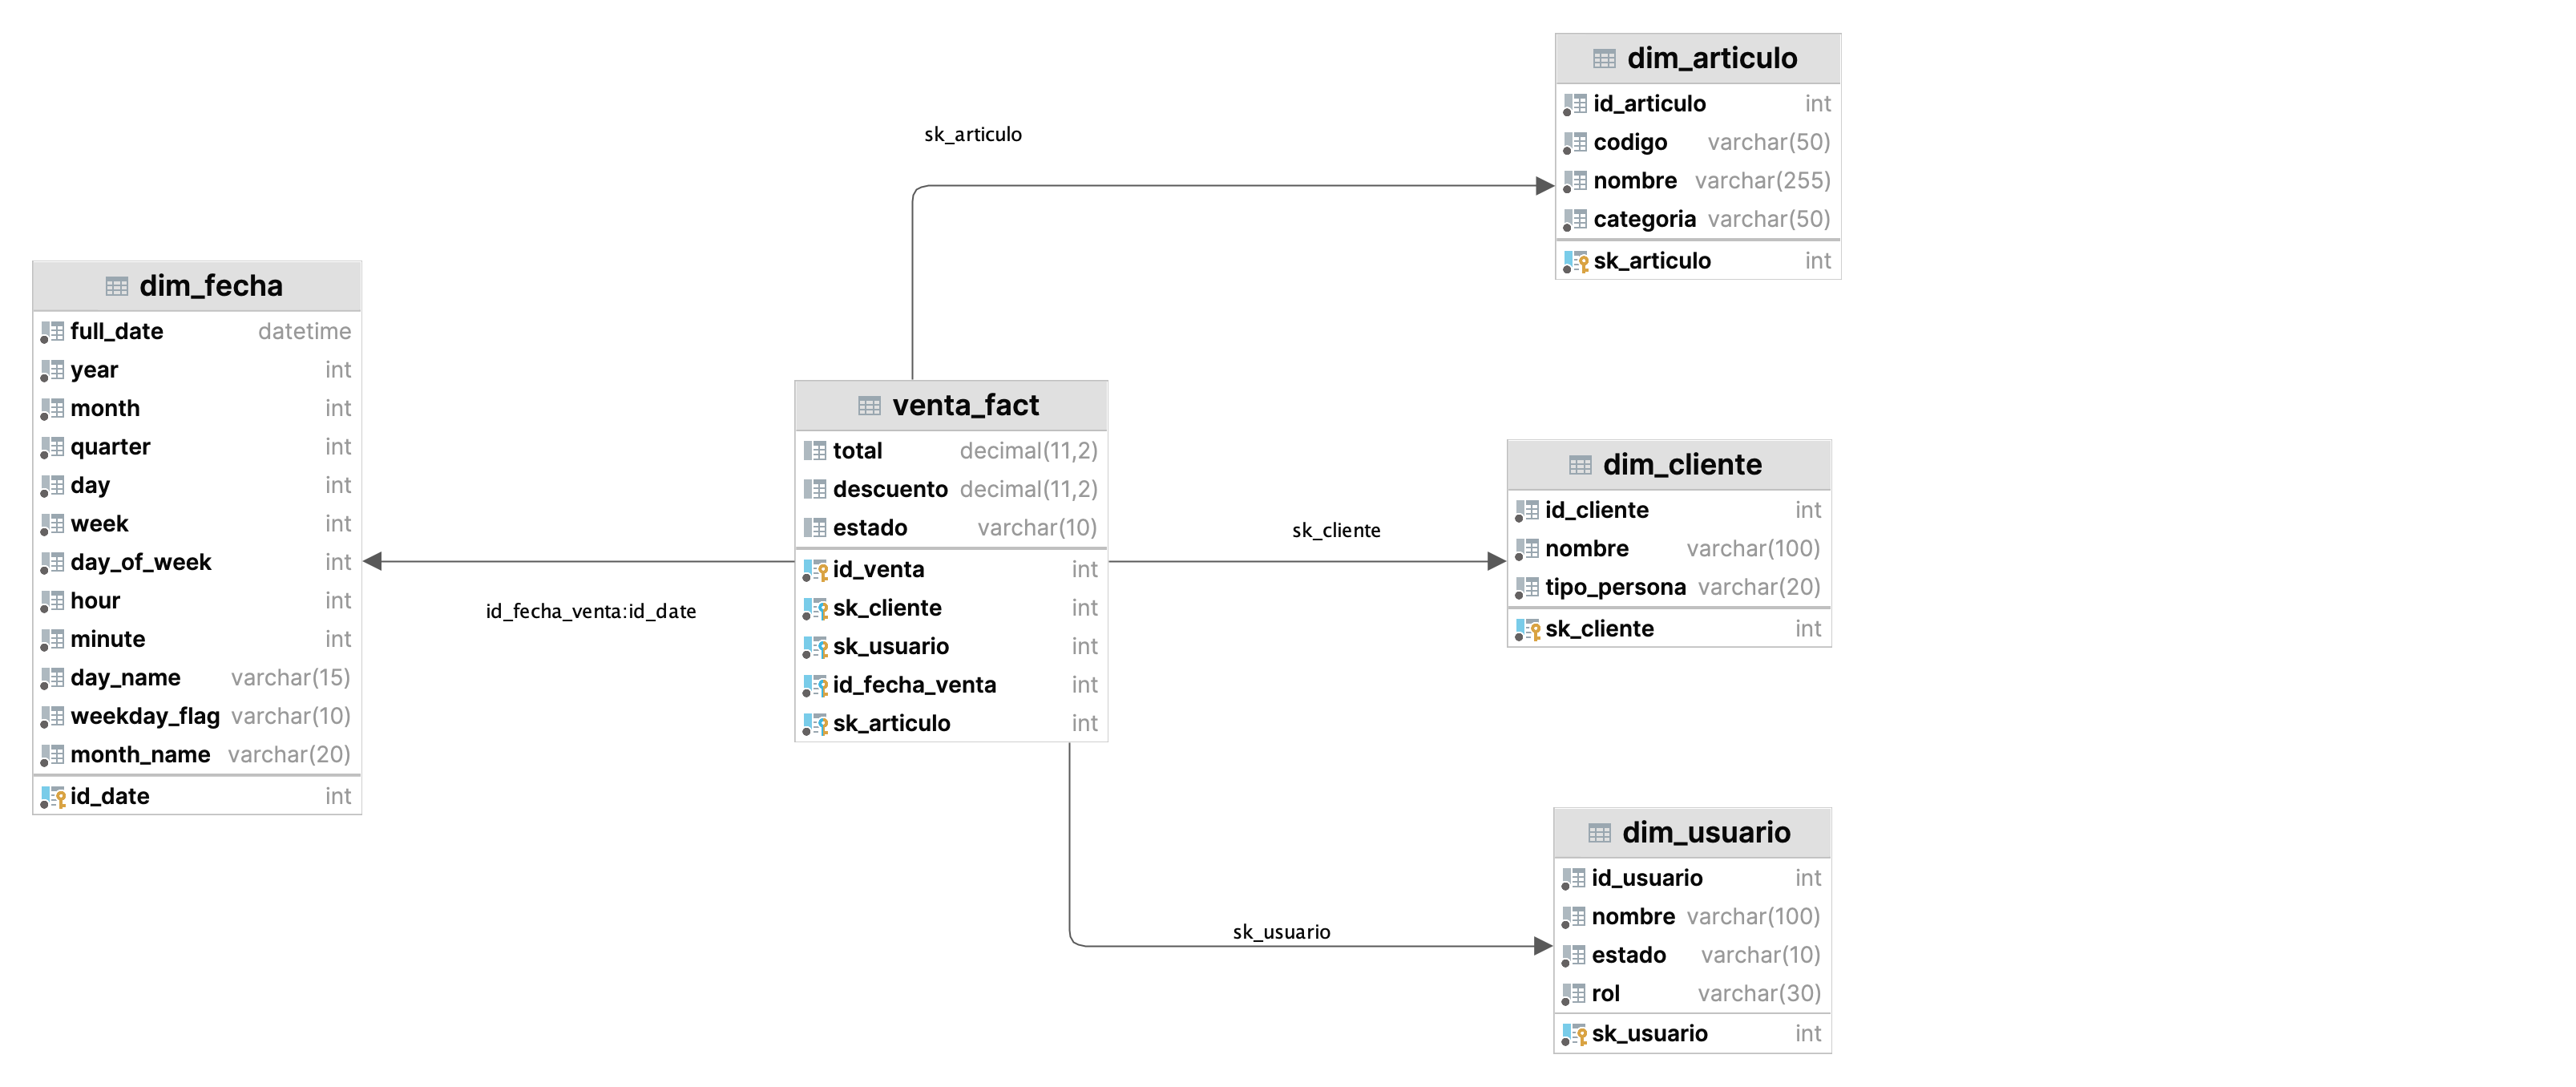 dim_articulo
id_articulo int
codigo varchar(50)
nombre varchar(255)
categoria varchar(50)
sk_articulo int
sk_articulo
dim_fecha
full_date datetime
year int
month int
quarter int
day int
week int
day_of_week int
hour int
minute int
day_name varchar(15)
weekday_flag varchar(10)
month_name varchar(20)
id_date int
id_fecha_venta:id_date
venta_fact
total decimal(11,2)
descuento decimal(11,2)
estado varchar(10)
id_venta int
sk_cliente int
sk_usuario int
id_fecha_venta int
sk_articulo int
sk_cliente
dim_cliente
id_cliente int
nombre varchar(100)
tipo_persona varchar(20)
sk_cliente int
sk_usuario
dim_usuario
id_usuario int
nombre varchar(100)
estado varchar(10)
rol varchar(30)
sk_usuario int